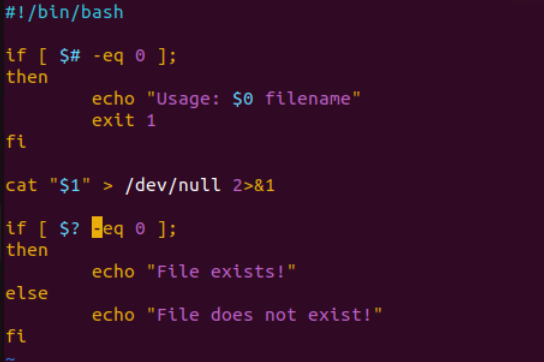 #!/bin/bash
if [ $# -eq 0 ];
then
        echo "Usage: $0 filename"
        exit 1
fi
cat "$1" > /dev/null 2>&1
if [ $? -eq 0 ];
then
        echo "File exists!"
else
        echo "File does not exist!"
fi
~